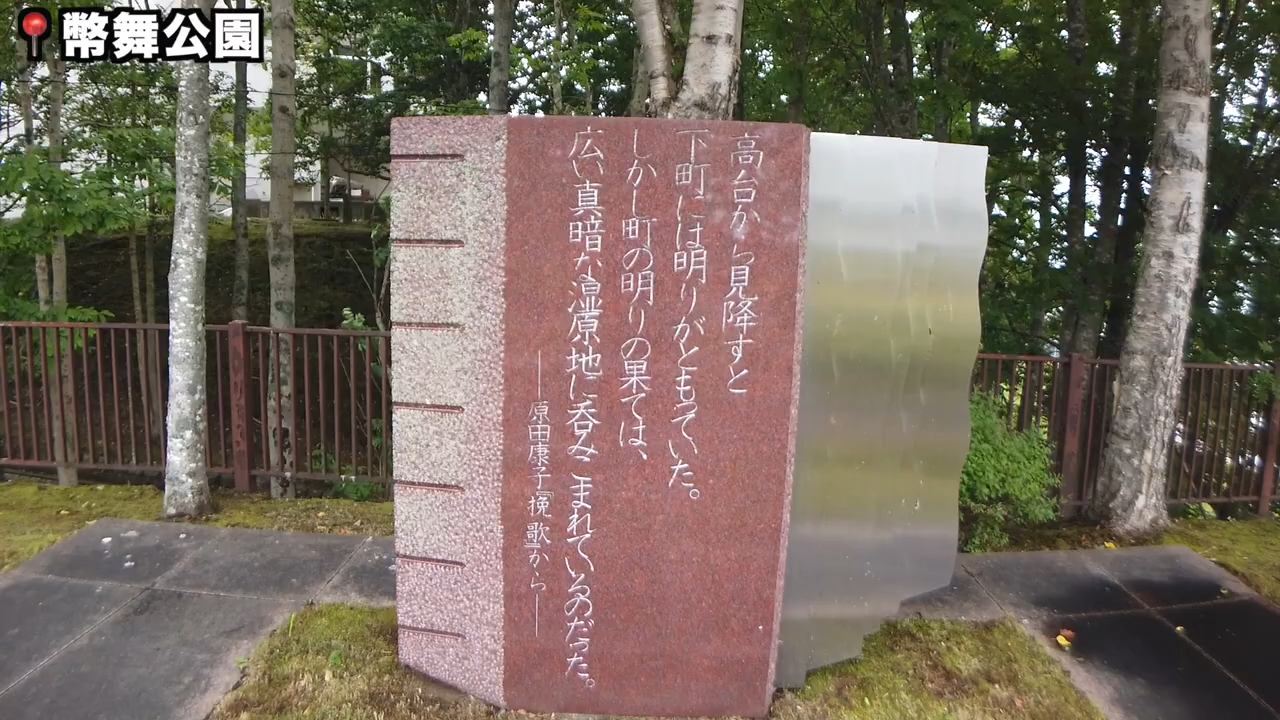 幣舞公園
高台から見降すと
下町には明りがともっていた。
しかし町の明りの果ては、
広い真暗な湿原地に呑みこまれているのだった。
──原田康子『挽歌』から──